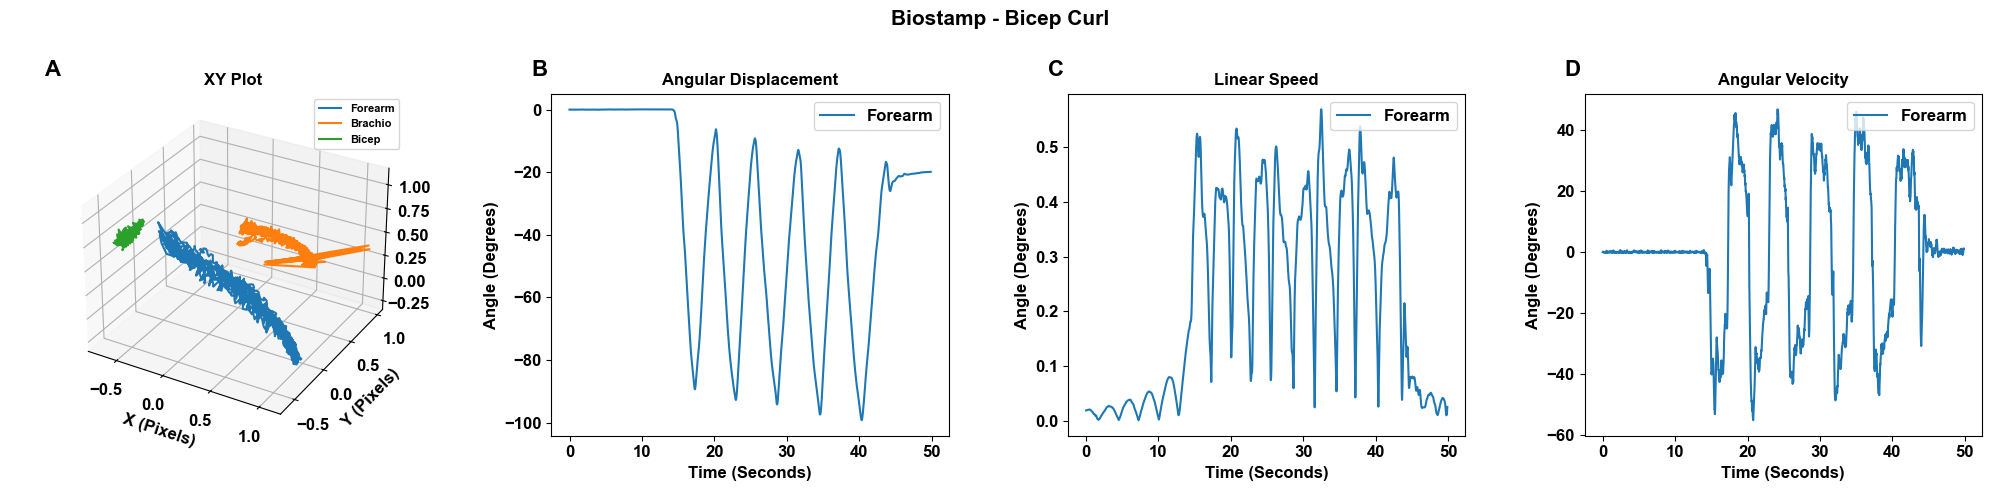 Biostamp - Bicep Curl
A
XY Plot
Forearm
Brachio
Bicep
1.00
0.75
0.50
0.25
0.00
−0.25
1.0
0.5
0.0
−0.5
Y (Pixels)
−0.5
0.0
0.5
1.0
X (Pixels)
B
Angular Displacement
Forearm
0
−20
−40
−60
−80
−100
Angle (Degrees)
0 10 20 30 40 50
Time (Seconds)
C
Linear Speed
Forearm
0.5
0.4
0.3
0.2
0.1
0.0
Angle (Degrees)
0 10 20 30 40 50
Time (Seconds)
D
Angular Velocity
Forearm
40
20
0
−20
−40
−60
Angle (Degrees)
0 10 20 30 40 50
Time (Seconds)